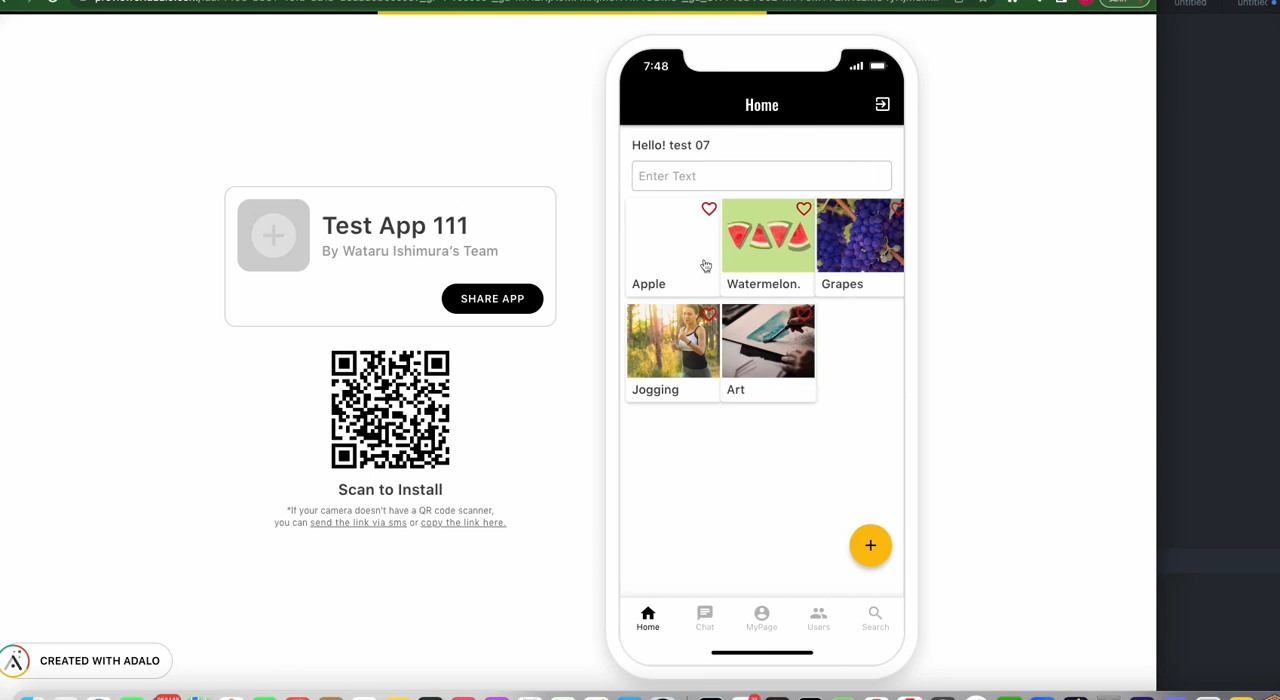 untitled
Test App 111
By Wataru Ishimura's Team
SHARE APP
Scan to Install
*If your camera doesn't have a QR code scanner,
you can send the link via sms or copy the link here.
CREATED WITH ADALO
7:48
Home
Hello! test 07
Enter Text
Apple
Watermelon.
Grapes
Jogging
Art
Home
Chat
MyPage
Users
Search